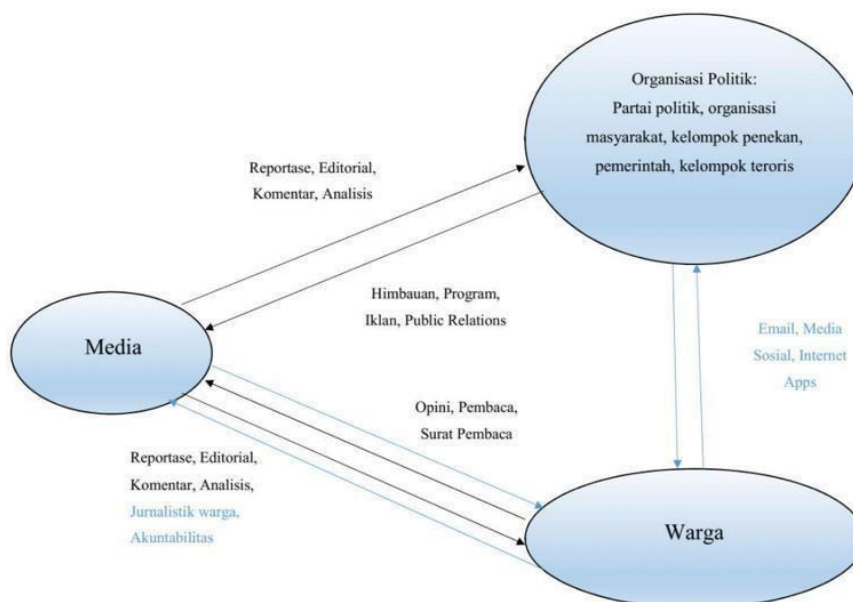 Organisasi Politik:
Partai politik, organisasi
masyarakat, kelompok penekan,
pemerintah, kelompok teroris
Reportase, Editorial,
Komentar, Analisis
Himbauan, Program,
Iklan, Public Relations
Media
Email, Media
Sosial, Internet
Apps
Opini, Pembaca,
Surat Pembaca
Reportase, Editorial,
Komentar, Analisis,
Jurnalistik warga,
Akuntabilitas
Warga